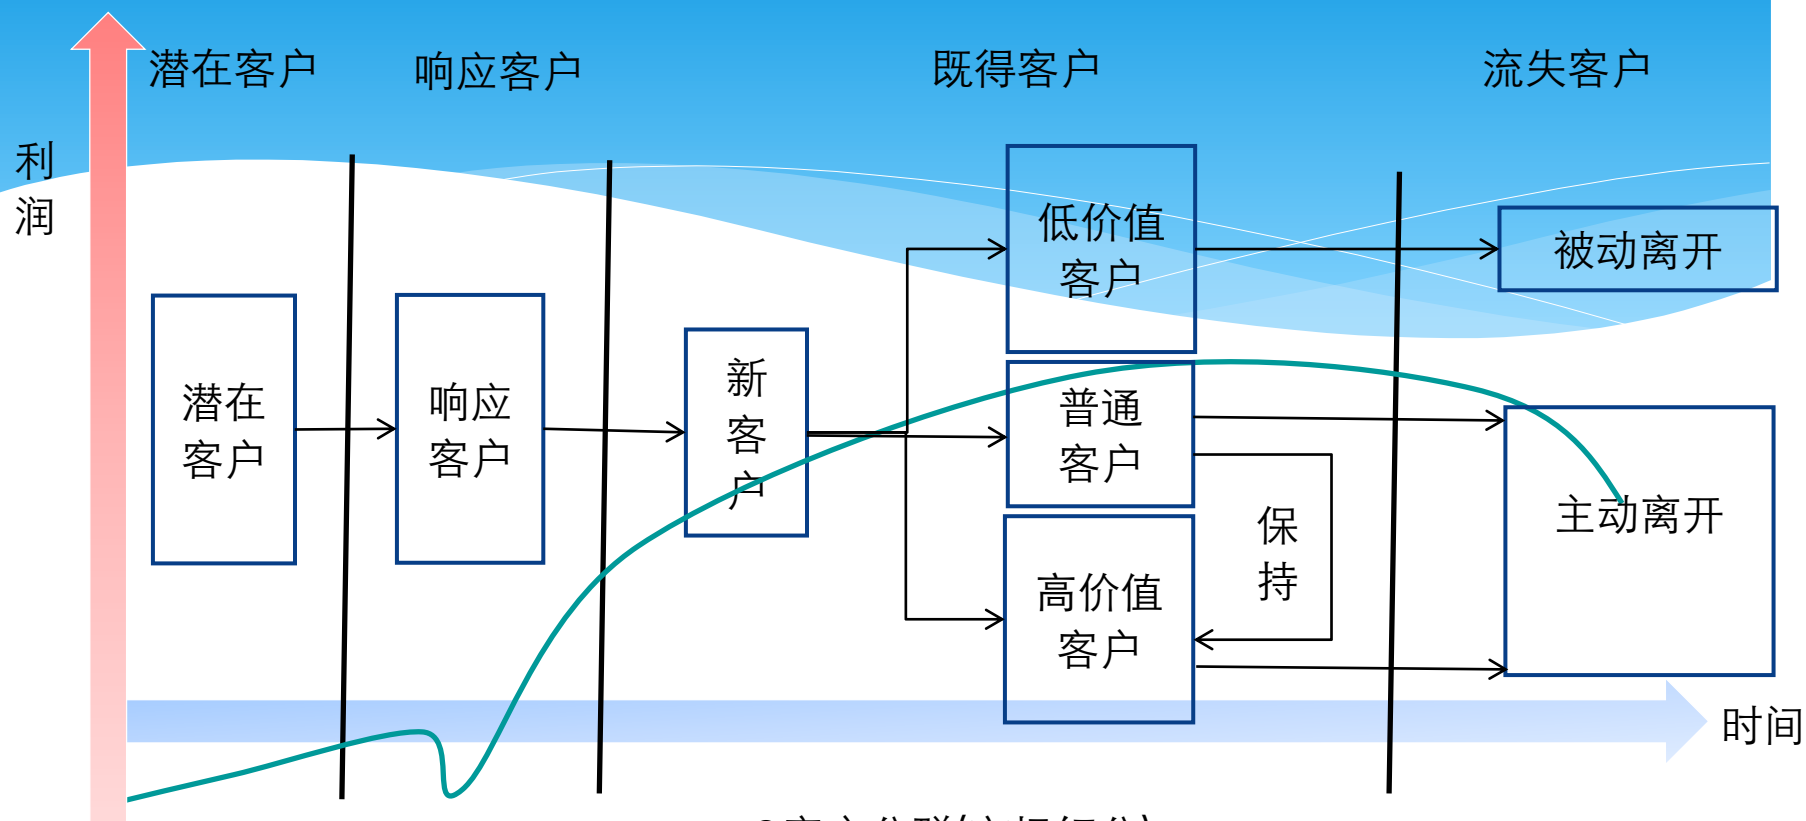 潜在客户
响应客户
既得客户
流失客户
利
润
低价值
客户
被动离开
潜在
客户
响应
客户
新
客
户
普通
客户
保
持
主动离开
高价值
客户
时间